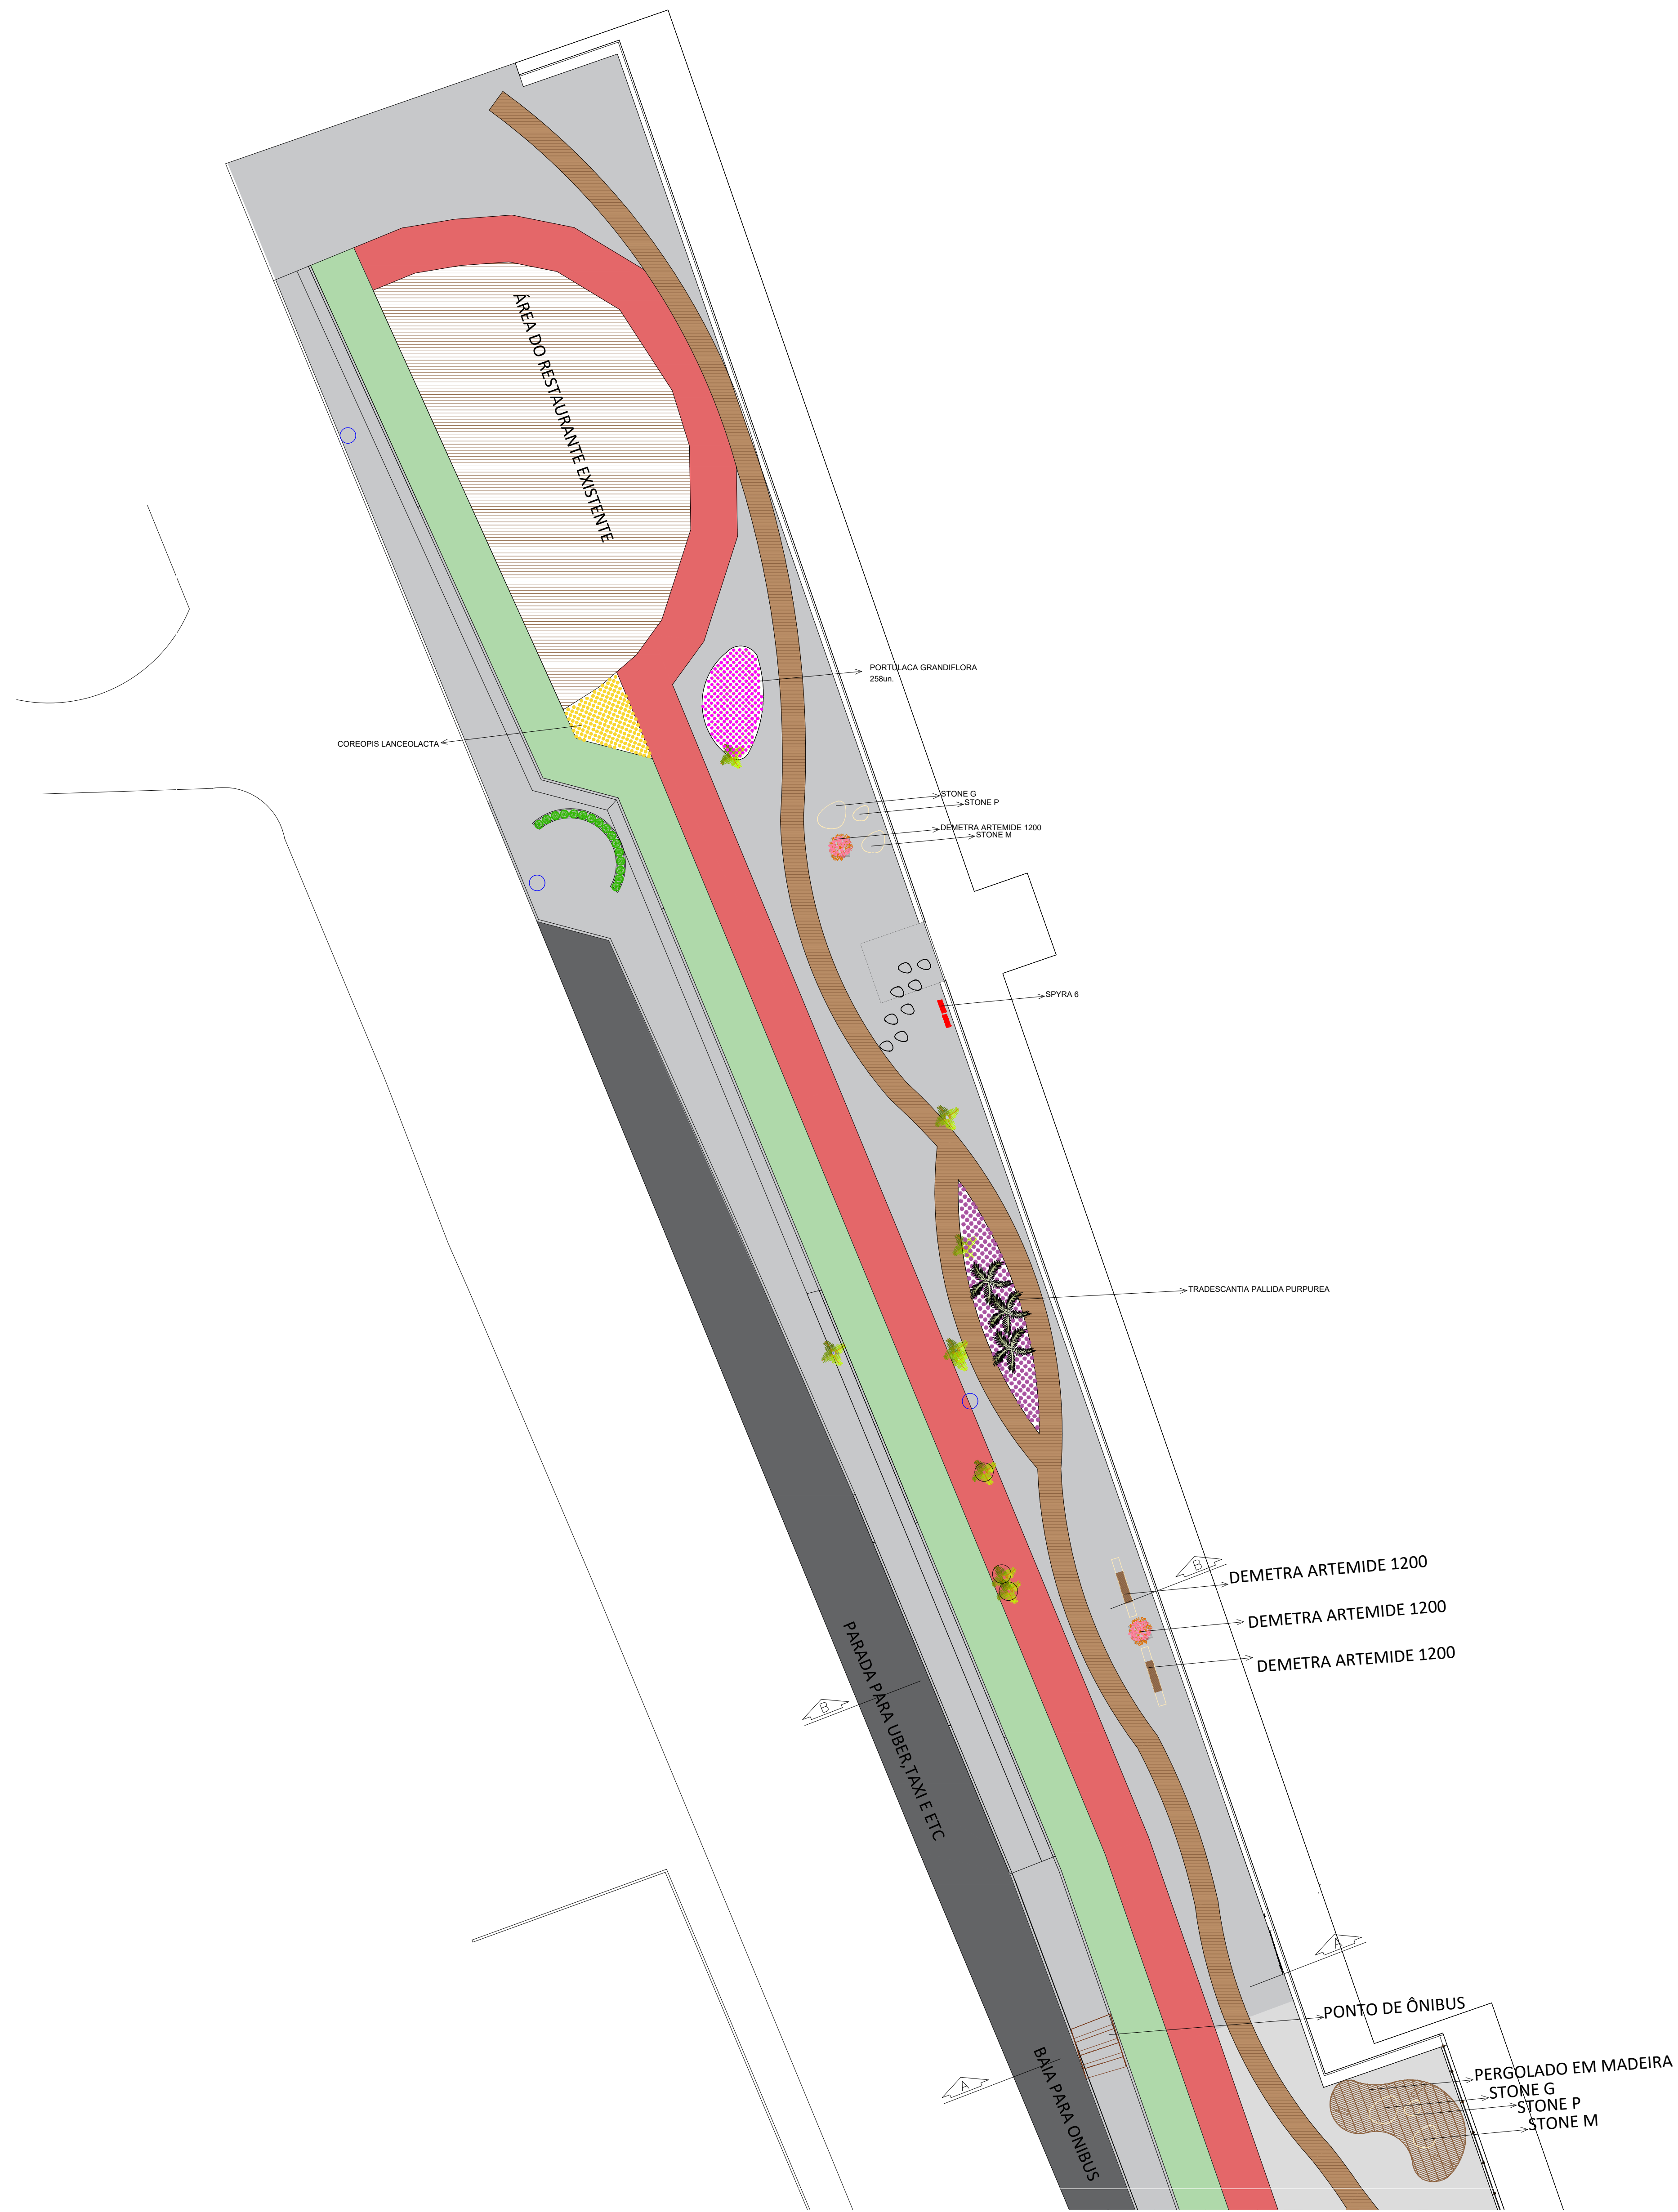 ÁREA DO RESTAURANTE EXISTENTE
PORTULACA GRANDIFLORA
258un.
COREOPIS LANCEOLACTA
STONE G
STONE P
DEMETRA ARTEMIDE 1200
STONE M
SPYRA 6
TRADESCANTIA PALLIDA PURPUREA
B
DEMETRA ARTEMIDE 1200
DEMETRA ARTEMIDE 1200
DEMETRA ARTEMIDE 1200
B
PARADA PARA UBER,TAXI E ETC
A
PONTO DE ÔNIBUS
A
BAIA PARA ONIBUS
PERGOLADO EM MADEIRA
STONE G
STONE P
STONE M